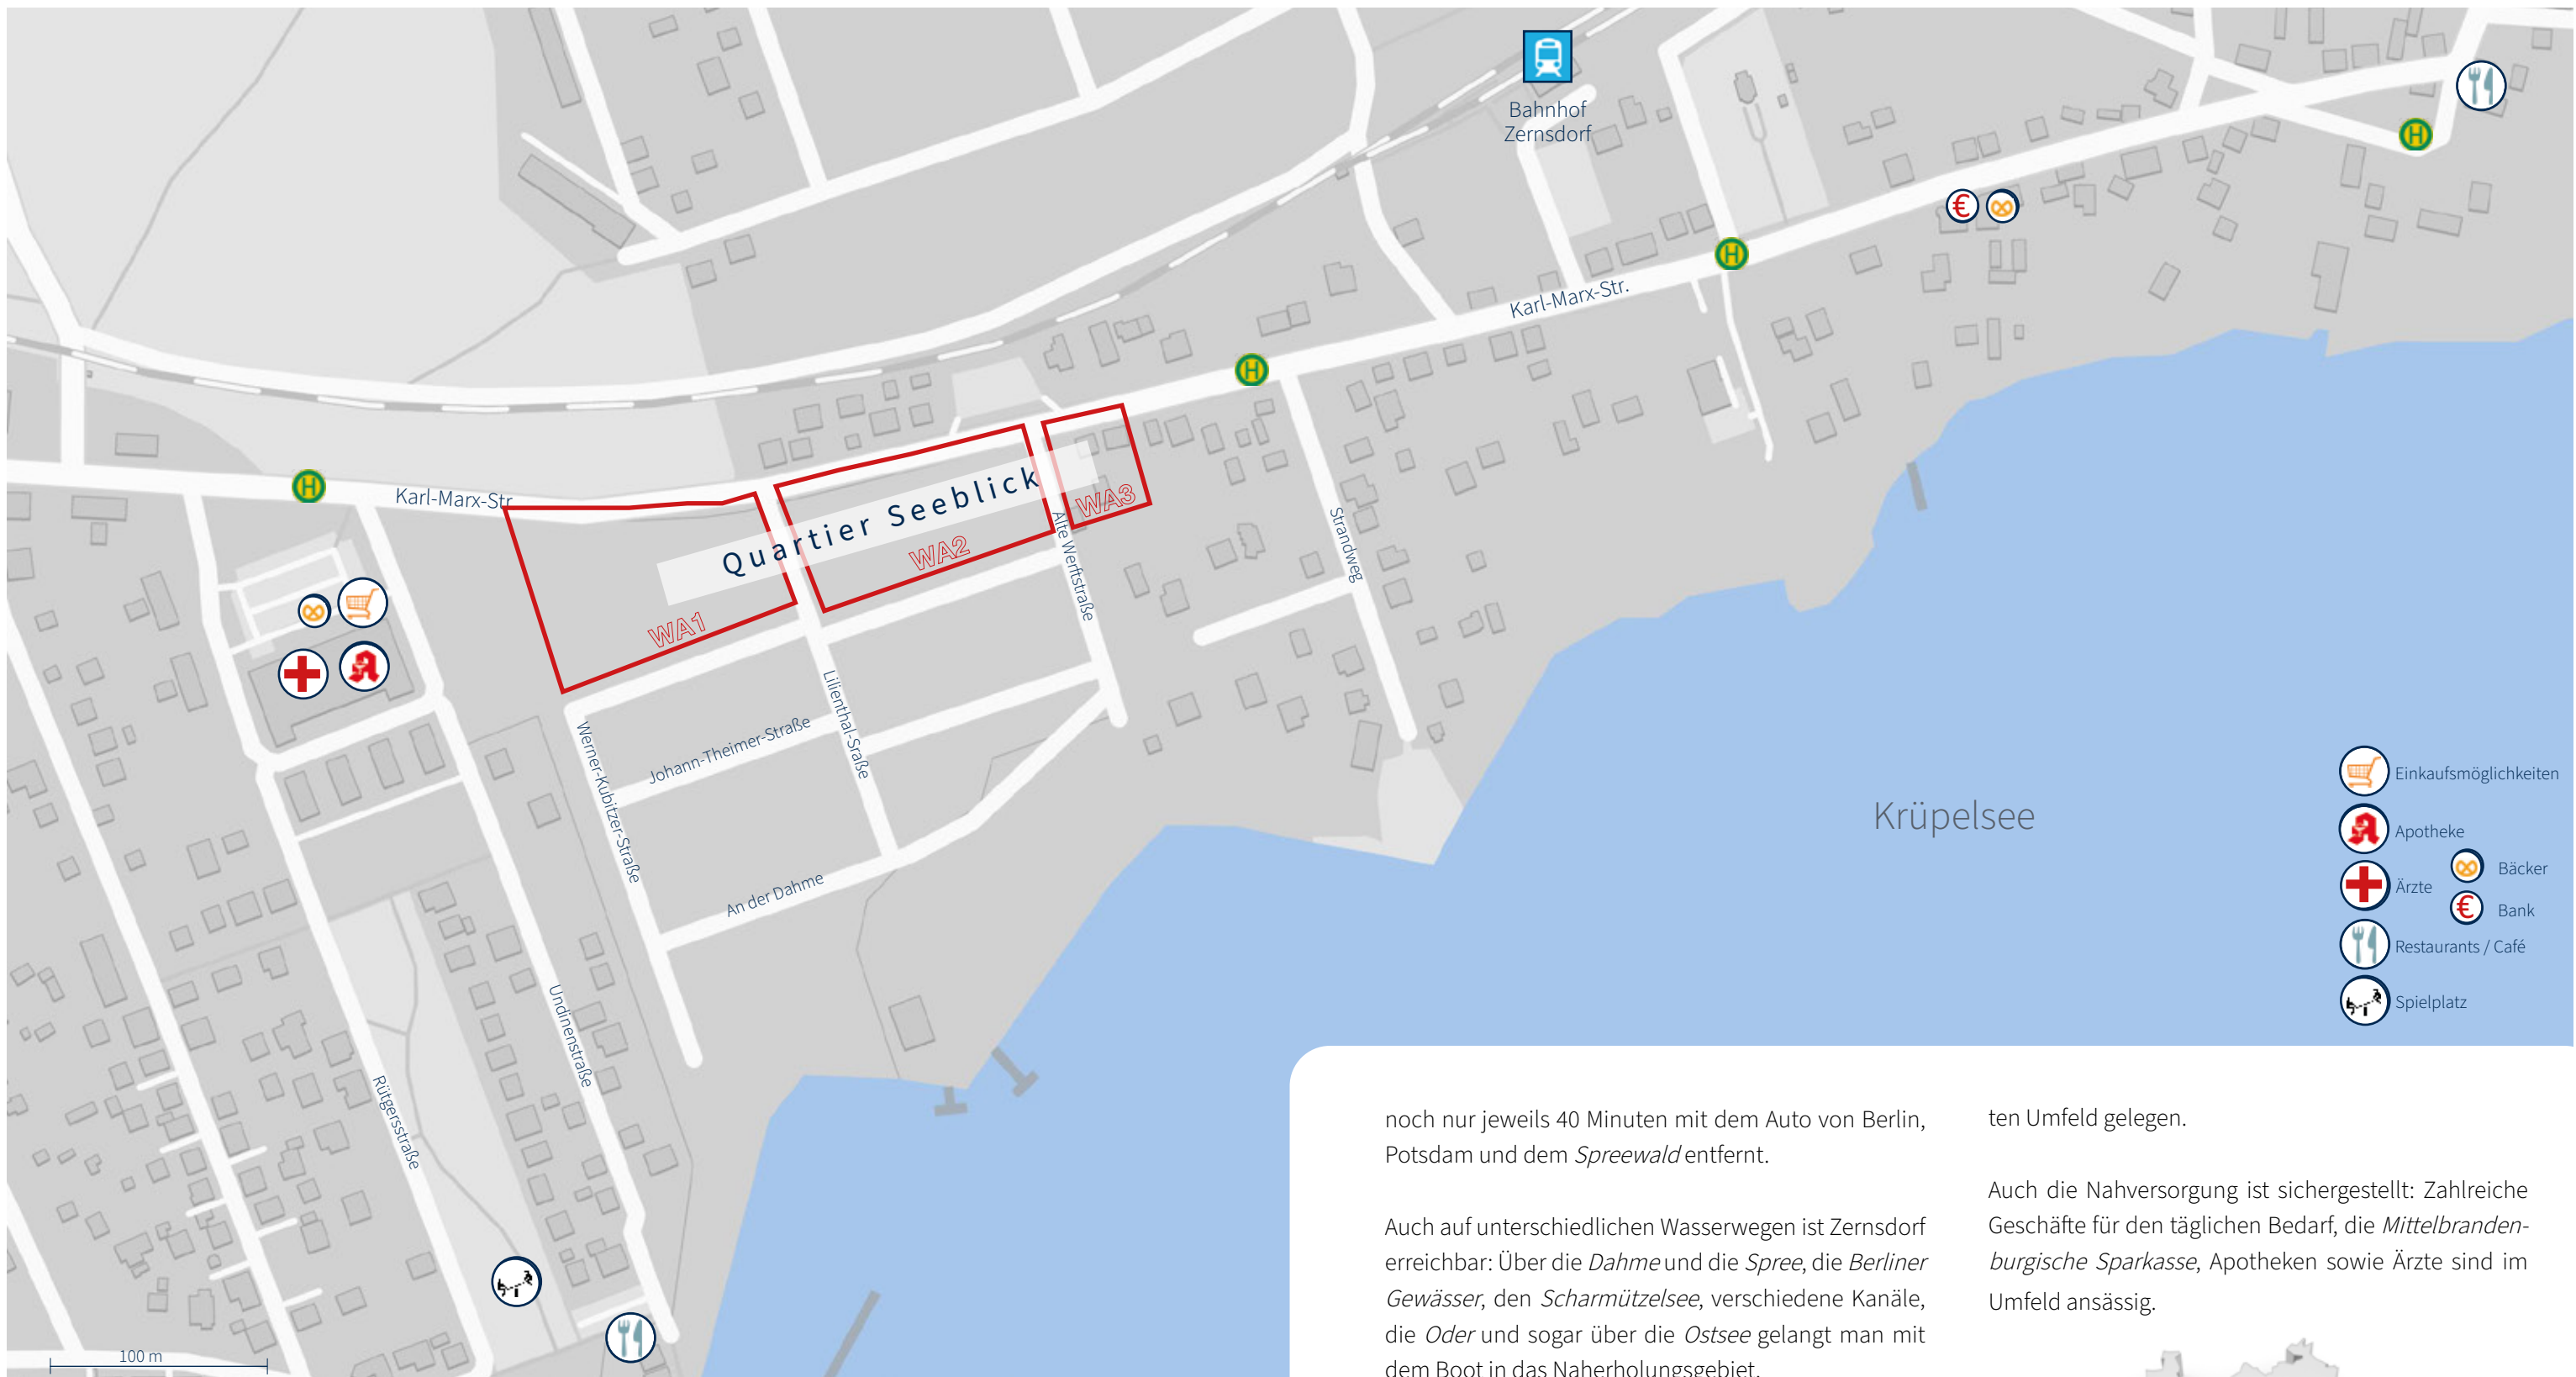 Bahnhof
Zernsdorf
H
H
€
Karl-Marx-Str.
H
H
Karl-Marx-Str.
Quartier Seeblick
WA1
WA2
WA3
Alte Werftstraße
Strandweg
Lilienthal-Sraße
Johann-Theimer-Straße
Werner-Kubitzer-Straße
An der Dahme
Undinenstraße
Rütgersstraße
Krüpelsee
Einkaufsmöglichkeiten
Apotheke
Bäcker
Ärzte
€ Bank
Restaurants / Café
Spielplatz
100 m
noch nur jeweils 40 Minuten mit dem Auto von Berlin,
Potsdam und dem Spreewald entfernt.
Auch auf unterschiedlichen Wasserwegen ist Zernsdorf
erreichbar: Über die Dahme und die Spree, die Berliner
Gewässer, den Scharmützelsee, verschiedene Kanäle,
die Oder und sogar über die Ostsee gelangt man mit
dem Boot in das Naherholungsgebiet.
ten Umfeld gelegen.
Auch die Nahversorgung ist sichergestellt: Zahlreiche
Geschäfte für den täglichen Bedarf, die Mittelbranden-
burgische Sparkasse, Apotheken sowie Ärzte sind im
Umfeld ansässig.